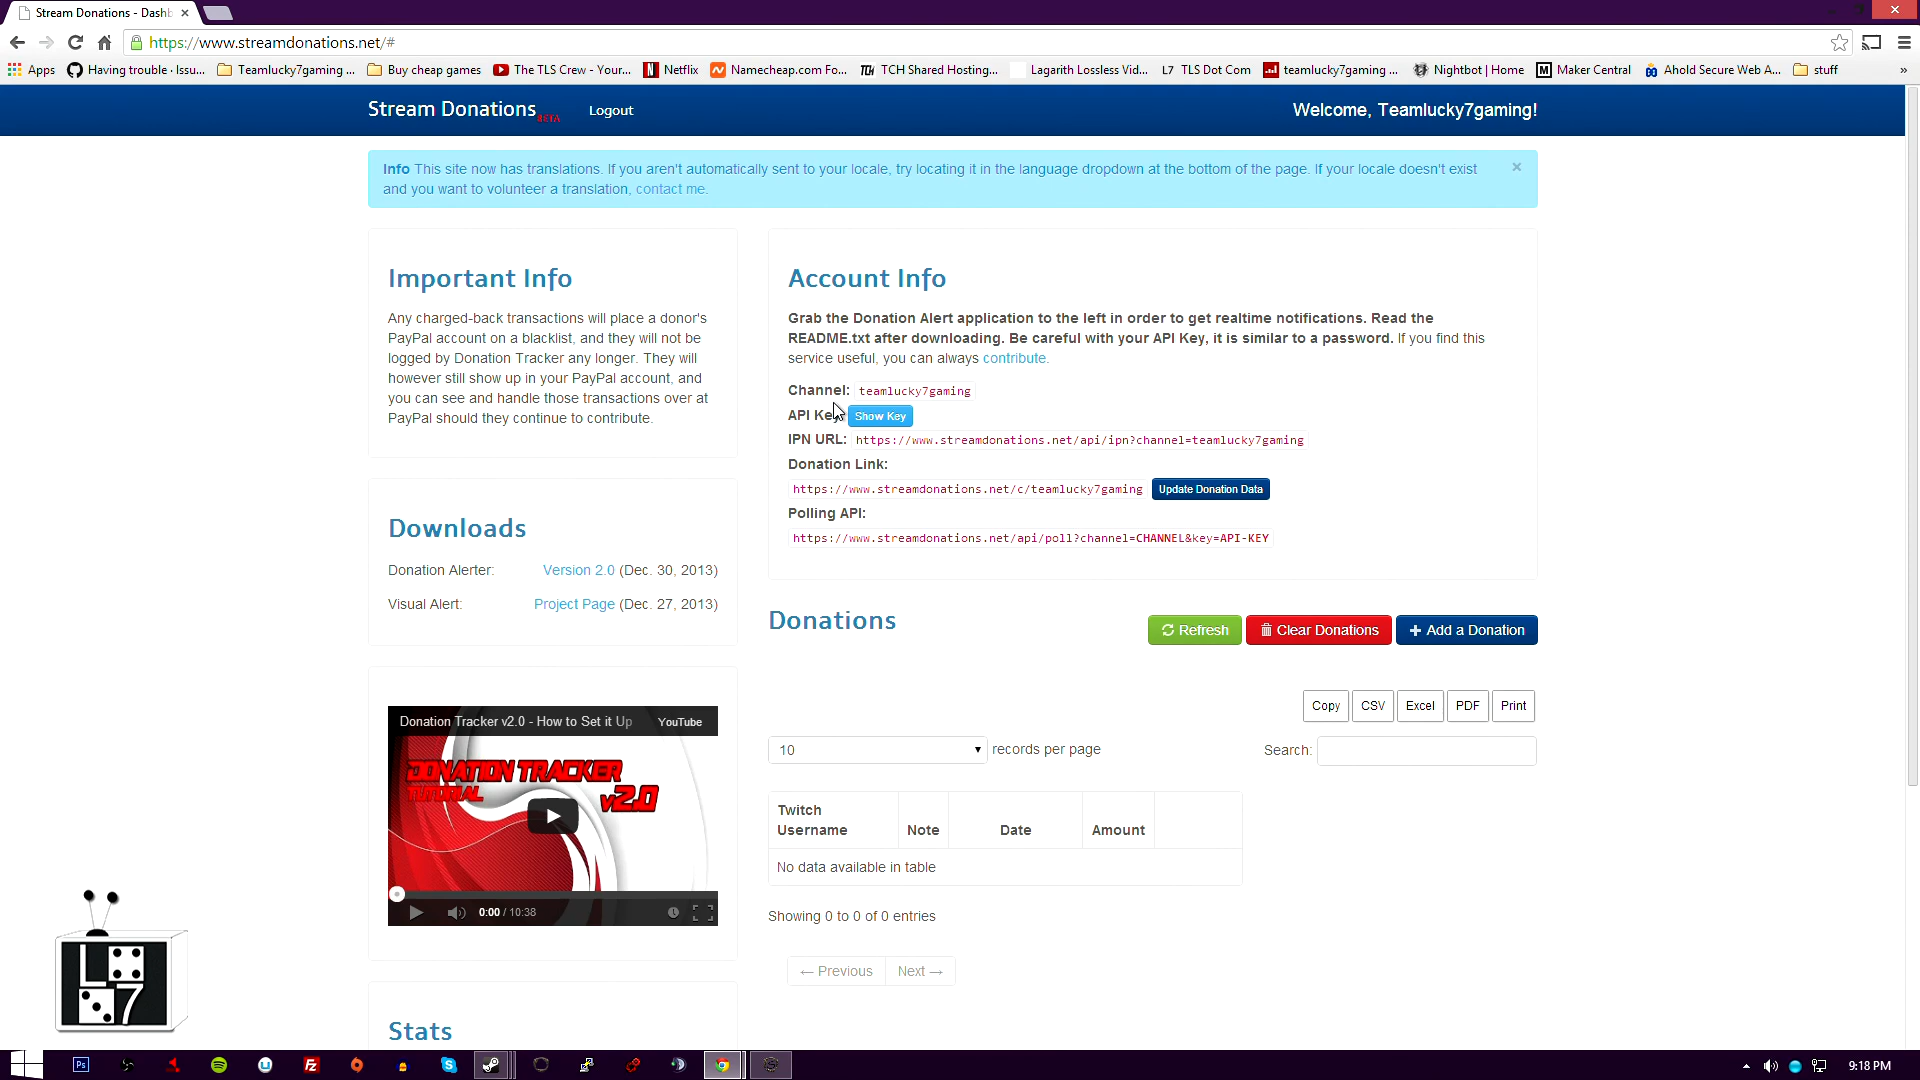 Stream Donations - Dashb
https://www.streamdonations.net/#
Apps
Having trouble · Issu...
Teamlucky7gaming ...
Buy cheap games
The TLS Crew - Your...
Netflix
Namecheap.com Fo...
TCH Shared Hosting...
Lagarith Lossless Vid...
L7 TLS Dot Com
teamlucky7gaming ...
Nightbot | Home
Maker Central
Ahold Secure Web A...
stuff
»
Stream Donations BETA
Logout
Welcome, Teamlucky7gaming!
Info This site now has translations. If you aren't automatically sent to your locale, try locating it in the language dropdown at the bottom of the page. If your locale doesn't exist
and you want to volunteer a translation, contact me.
×
Important Info
Any charged-back transactions will place a donor's
PayPal account on a blacklist, and they will not be
logged by Donation Tracker any longer. They will
however still show up in your PayPal account, and
you can see and handle those transactions over at
PayPal should they continue to contribute.
Account Info
Grab the Donation Alert application to the left in order to get realtime notifications. Read the
README.txt after downloading. Be careful with your API Key, it is similar to a password. If you find this
service useful, you can always contribute.
Channel: teamlucky7gaming
API Key Show Key
IPN URL: https://www.streamdonations.net/api/ipn?channel=teamlucky7gaming
Donation Link:
https://www.streamdonations.net/c/teamlucky7gaming Update Donation Data
Polling API:
https://www.streamdonations.net/api/poll?channel=CHANNEL&key=API-KEY
Downloads
Donation Alerter: Version 2.0 (Dec. 30, 2013)
Visual Alert: Project Page (Dec. 27, 2013)
Donation Tracker v2.0 - How to Set it Up
YouTube
DONATION TRACKER
TUTORIAL v2.0
0:00 / 10:38
Stats
Donations
Refresh
Clear Donations
+ Add a Donation
Copy
CSV
Excel
PDF
Print
10 records per page
Search:
Twitch
Username
Note
Date
Amount
No data available in table
Showing 0 to 0 of 0 entries
← Previous
Next →
L7
Ps
9:18 PM